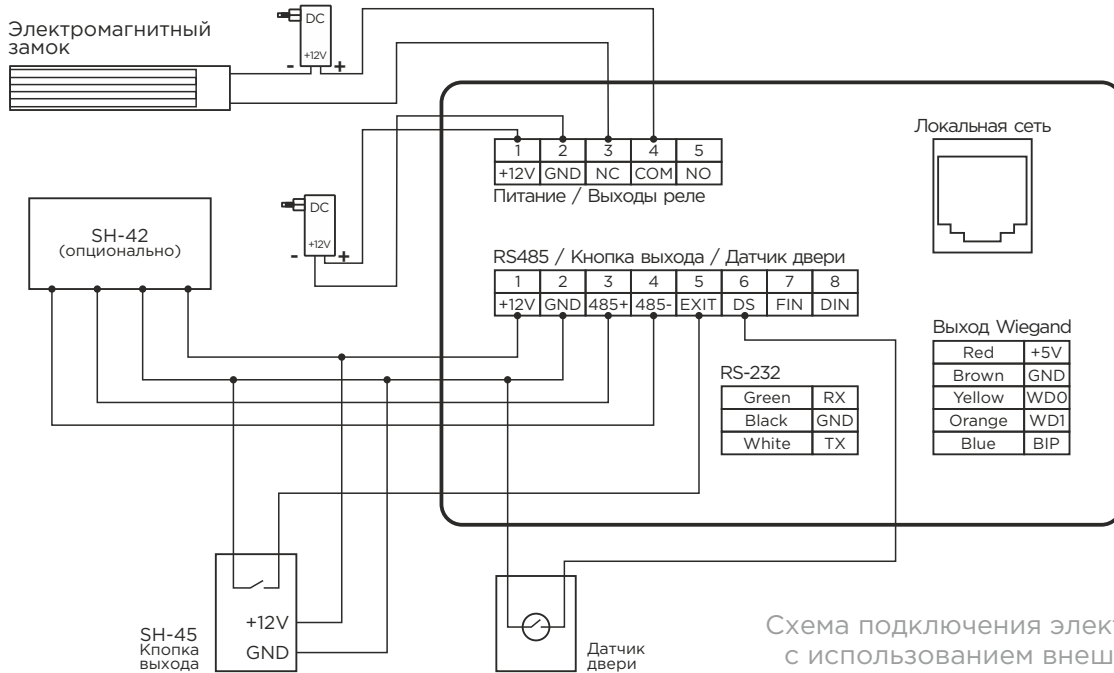 Электромагнитный
замок
DC
+12V
- +
Локальная сеть
1 2 3 4 5
+12V GND NC COM NO
Питание / Выходы реле
DC
+12V
- +
SH-42
(опционально)
RS485 / Кнопка выхода / Датчик двери
1 2 3 4 5 6 7 8
+12V GND 485+ 485- EXIT DS FIN DIN
Выход Wiegand
Red +5V
Brown GND
Yellow WD0
Orange WD1
Blue BIP
RS-232
Green RX
Black GND
White TX
+12V
GND
SH-45
Кпопка
выхода
Датчик
двери
Схема подключения элект
с использованием внеш